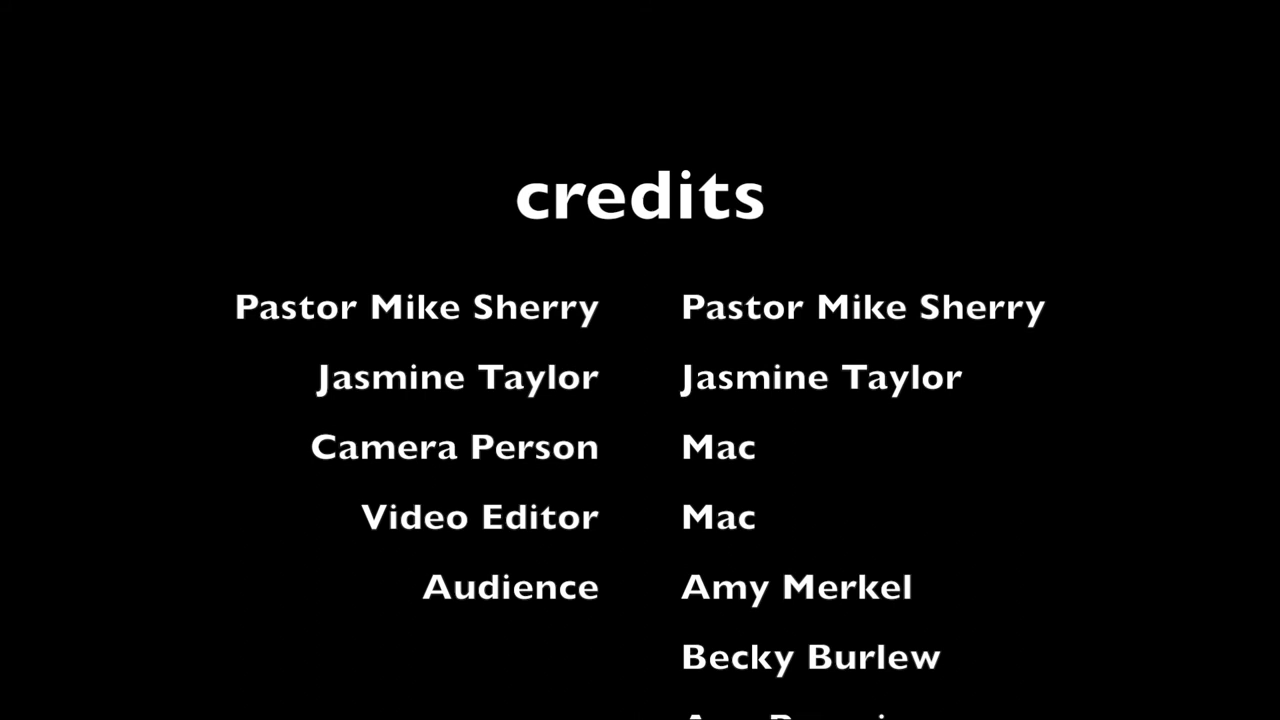 credits
Pastor Mike Sherry Pastor Mike Sherry
Jasmine Taylor Jasmine Taylor
Camera Person Mac
Video Editor Mac
Audience Amy Merkel
Becky Burlew